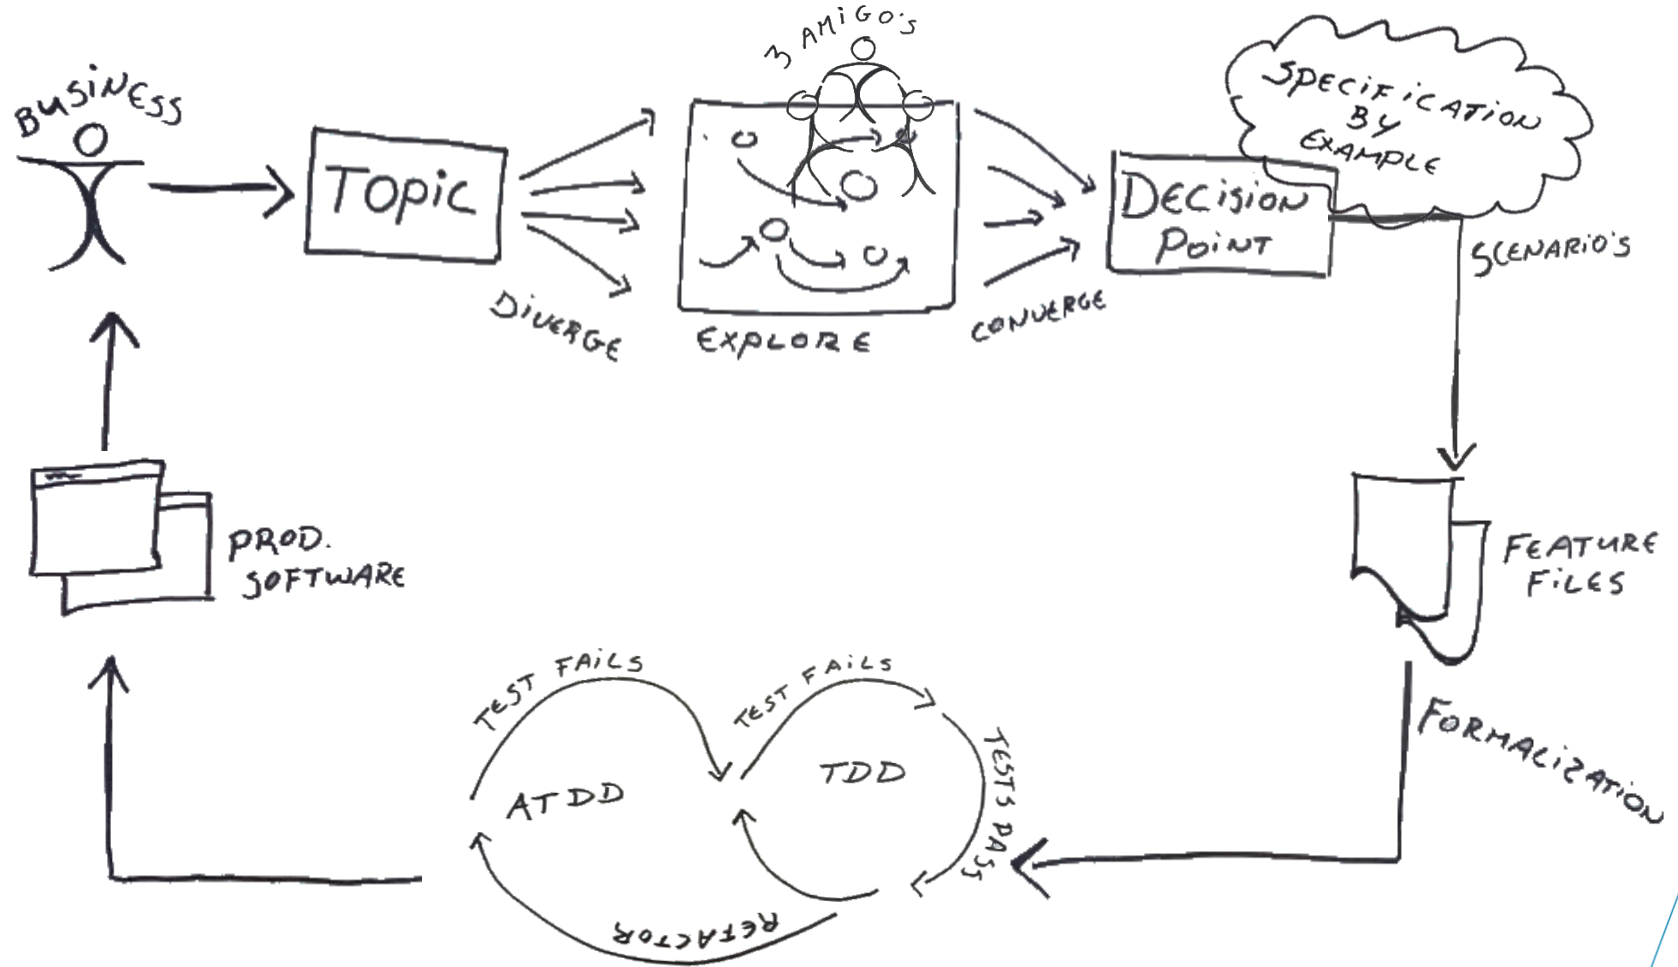 BUSINESS
TOPIC
DIVERGE
3 AMIGO'S
EXPLORE
CONVERGE
DECISION
POINT
SPECIFICATION
BY
EXAMPLE
SCENARIO'S
FEATURE
FILES
FORMALIZATION
TEST FAILS
TDD
TESTS PASS
TEST FAILS
ATDD
REFACTOR
PROD.
SOFTWARE